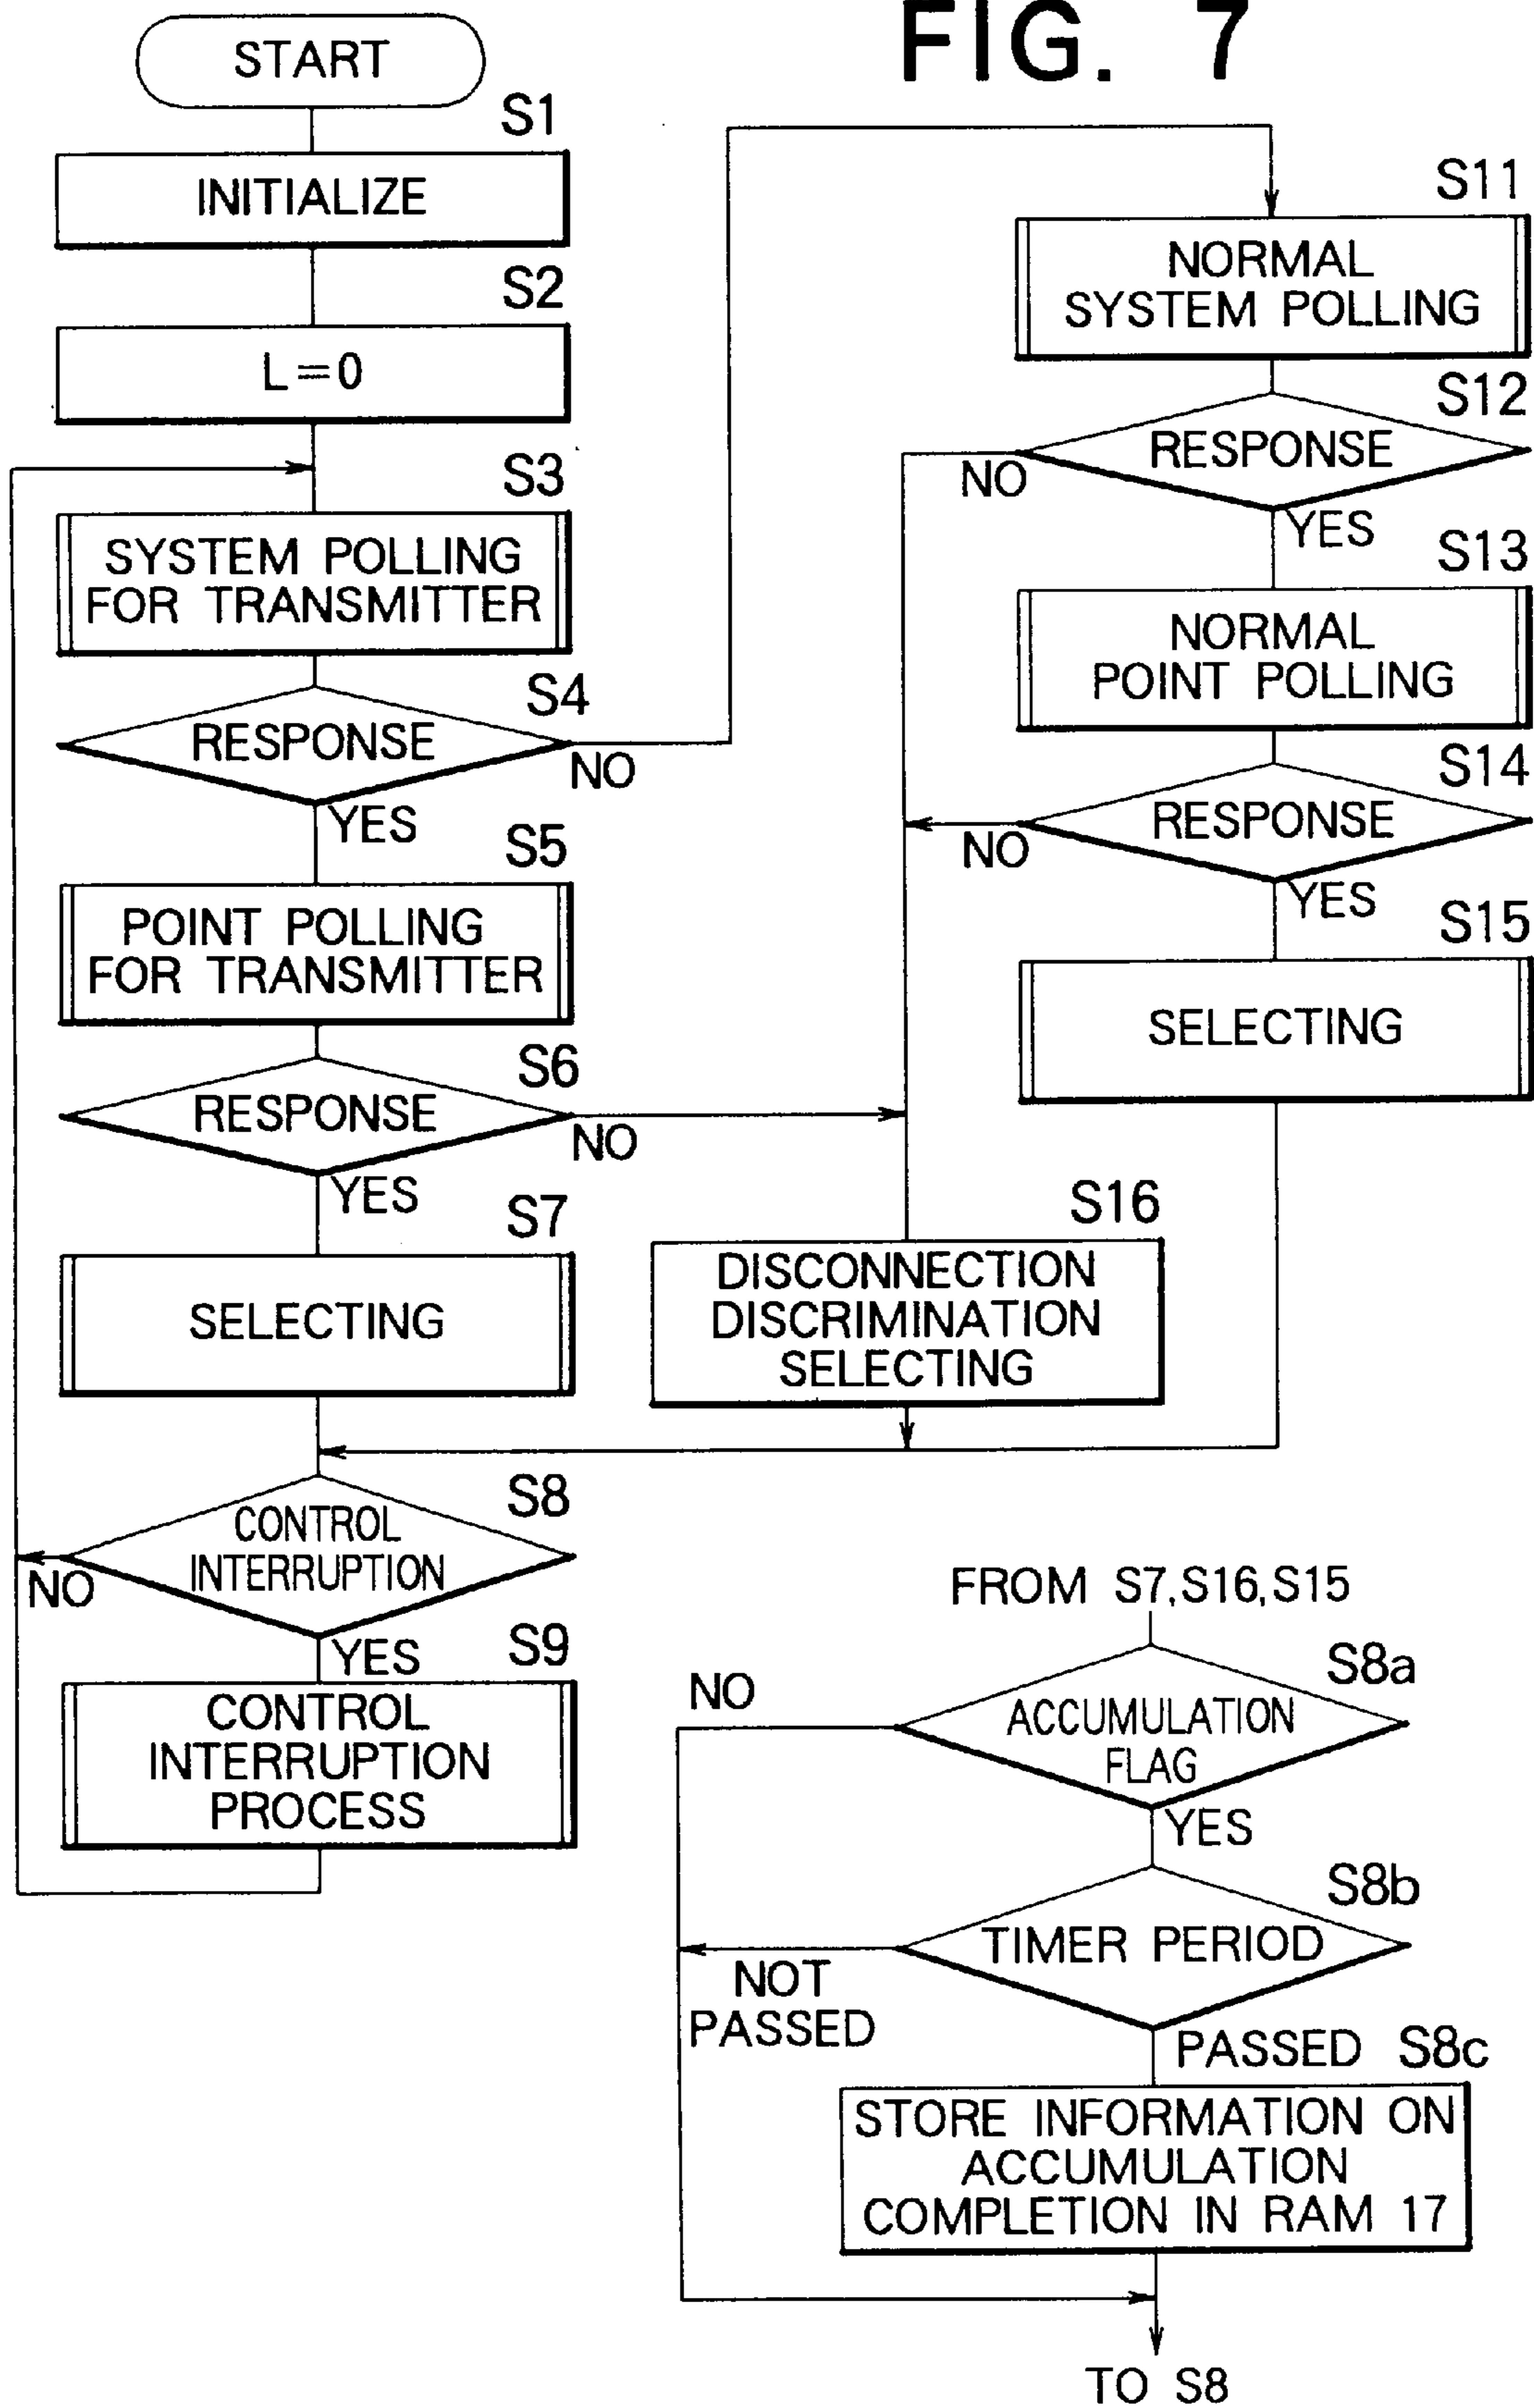 FIG. 7
START
S1
INITIALIZE
S2
L=0
S3
SYSTEM POLLING
FOR TRANSMITTER
S4
RESPONSE
NO
YES
S5
POINT POLLING
FOR TRANSMITTER
S6
RESPONSE
NO
YES
S7
SELECTING
S8
CONTROL
INTERRUPTION
NO
YES
S9
CONTROL
INTERRUPTION
PROCESS
S11
NORMAL
SYSTEM POLLING
S12
RESPONSE
NO
YES
S13
NORMAL
POINT POLLING
S14
RESPONSE
NO
YES
S15
SELECTING
S16
DISCONNECTION
DISCRIMINATION
SELECTING
FROM S7,S16,S15
S8a
NO
ACCUMULATION
FLAG
YES
S8b
TIMER PERIOD
NOT
PASSED
PASSED
S8c
STORE INFORMATION ON
ACCUMULATION
COMPLETION IN RAM 17
TO S8